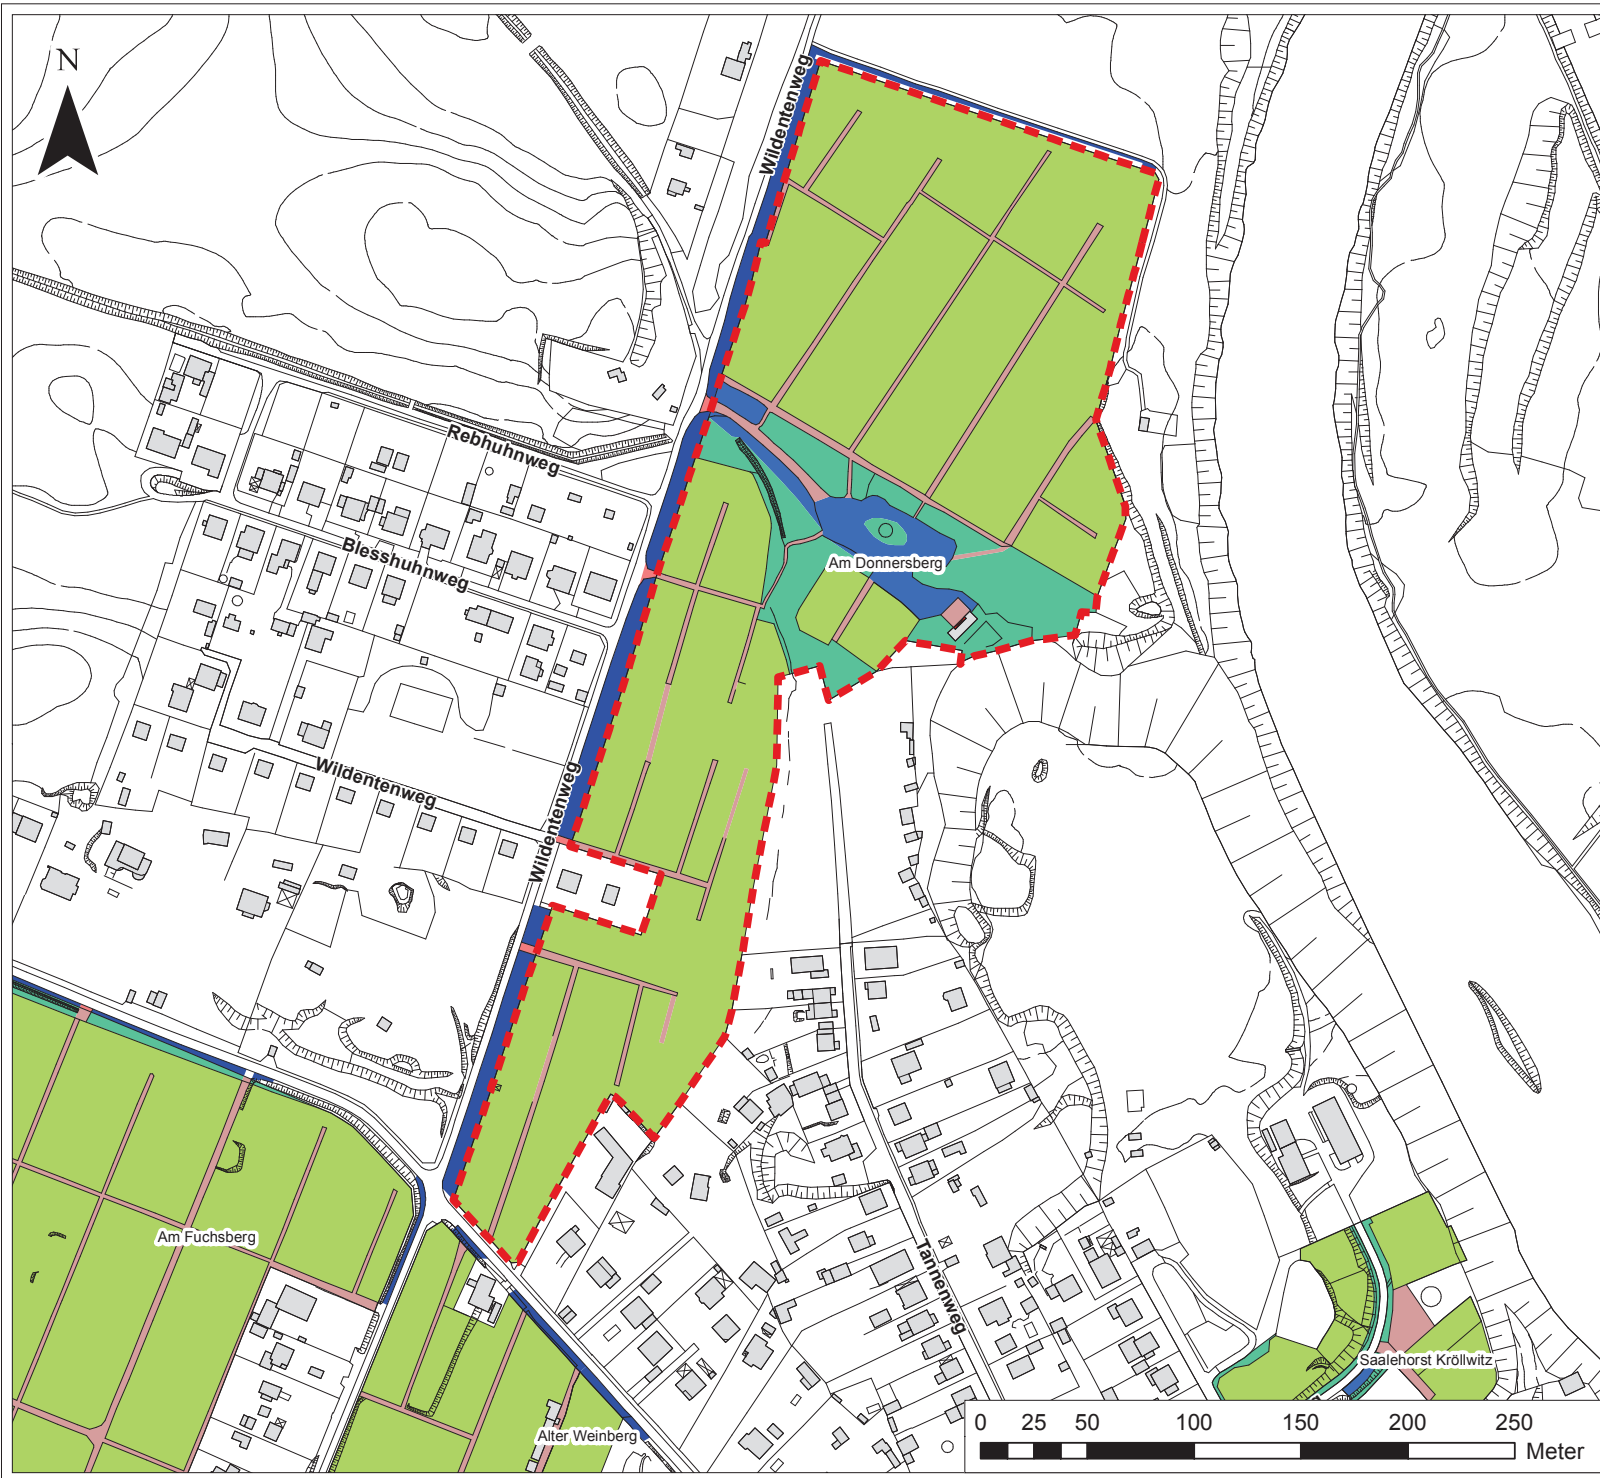 N
Wildentenweg
Rebhuhnweg
Blesshuhnweg
Am Donnersberg
Wildentenweg
Wildentenweg
Am Fuchsberg
Tannenweg
Saalehorst Kröllwitz
Alter Weinberg
0 25 50 100 150 200 250
Meter